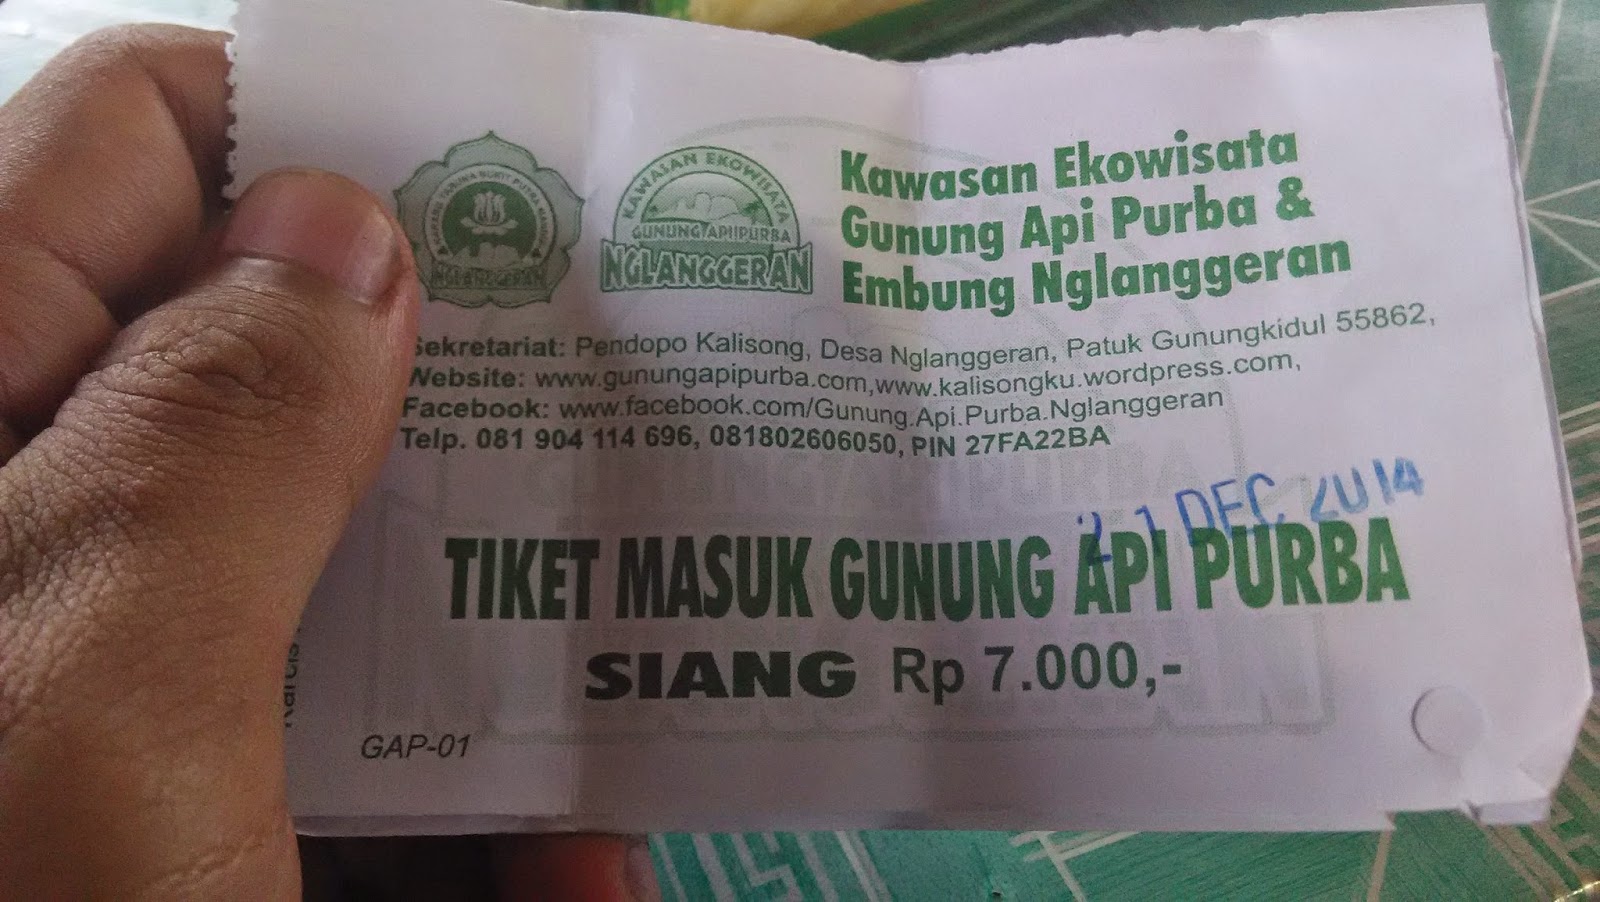 KAWASAN EKOWISATA
GUNUNG APIPURBA
NGLANGGERAN
NGLANGGERAN
Kawasan Ekowisata
Gunung Api Purba &
Embung Nglanggeran
Sekretariat: Pendopo Kalisong, Desa Nglanggeran, Patuk Gunungkidul 55862,
Website: www.gunungapipurba.com,www.kalisongku.wordpress.com,
Facebook: www.facebook.com/Gunung.Api.Purba.Nglanggeran
Telp. 081 904 114 696, 081802606050, PIN 27FA22BA
21 DEC 2014
TIKET MASUK GUNUNG API PURBA
SIANG Rp 7.000,-
GAP-01